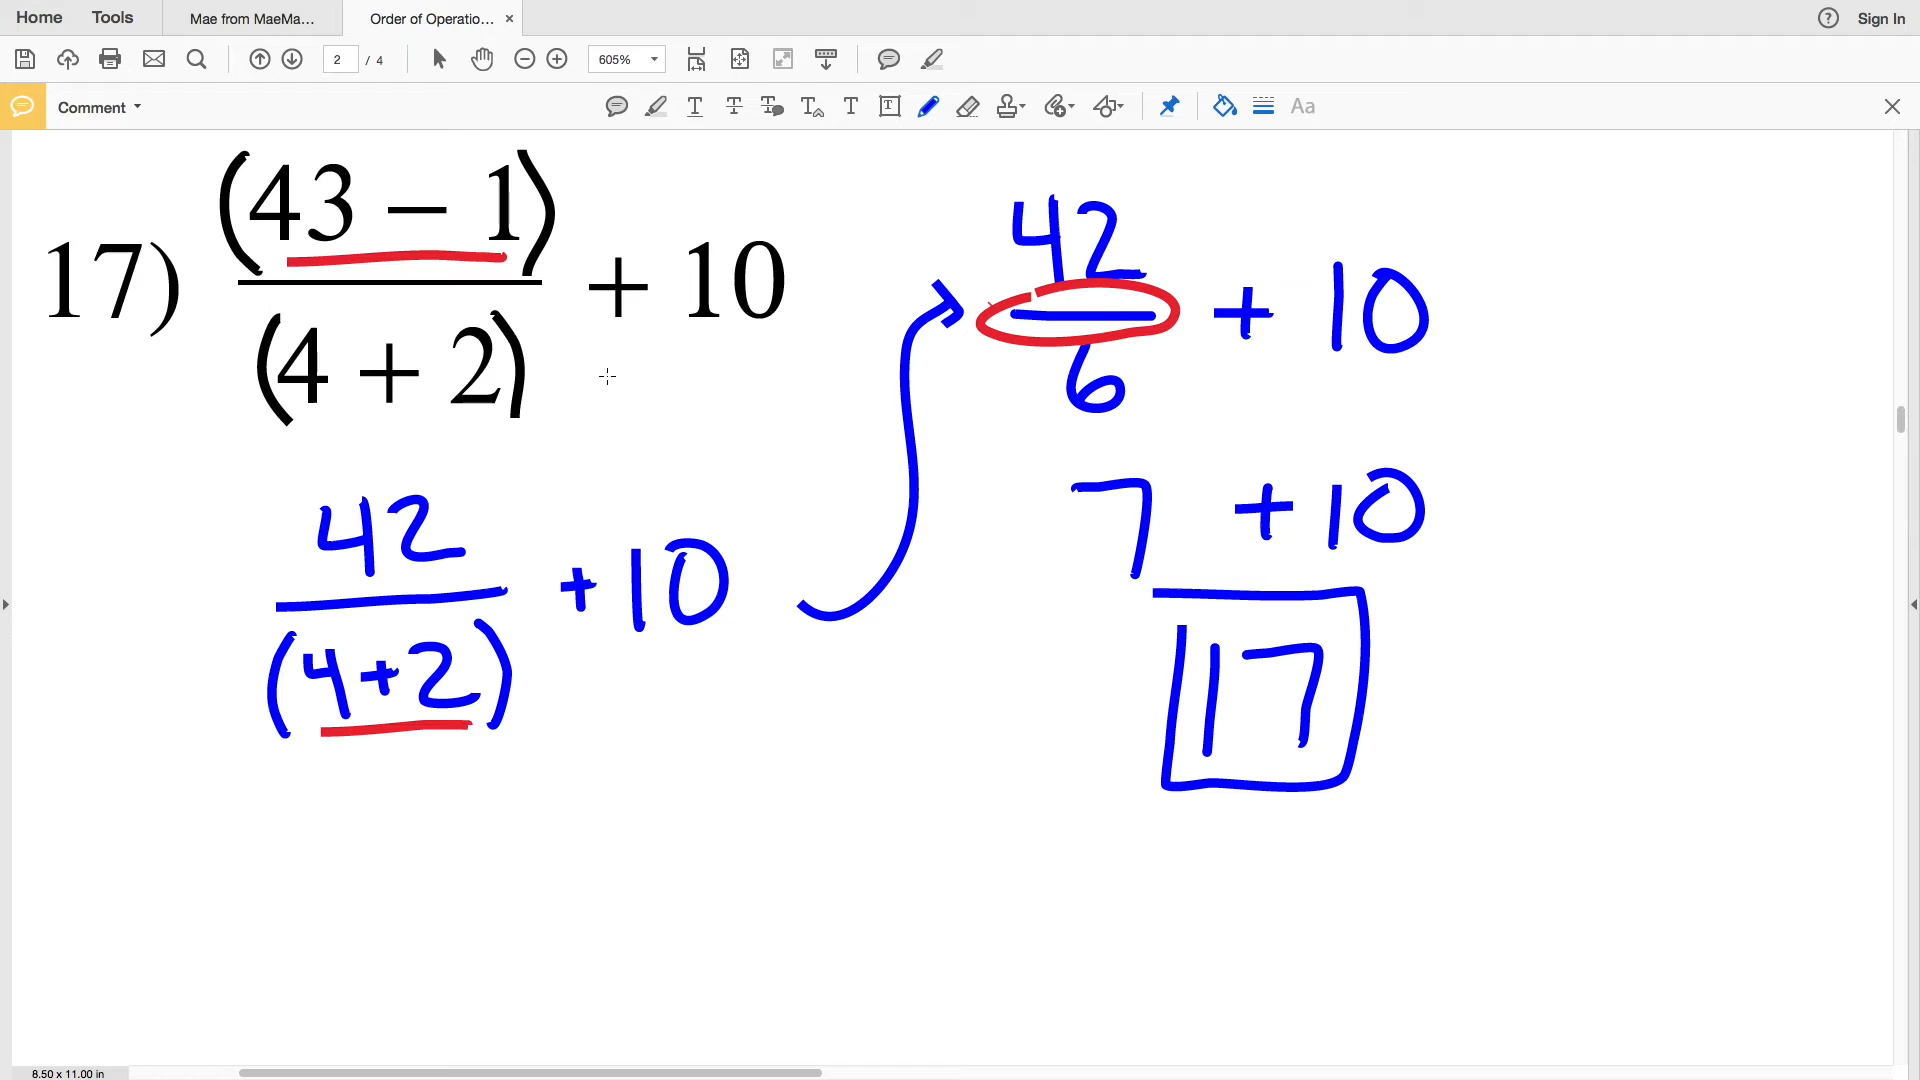 Home Tools Mae from MaeMa... Order of Operatio... × Sign In
2 / 4 605%
Comment Aa
(43 − 1)
17) + 10
(4 + 2)
42
+ 10
6
42
+ 10
(4+2)
7 + 10
17
8.50 x 11.00 in